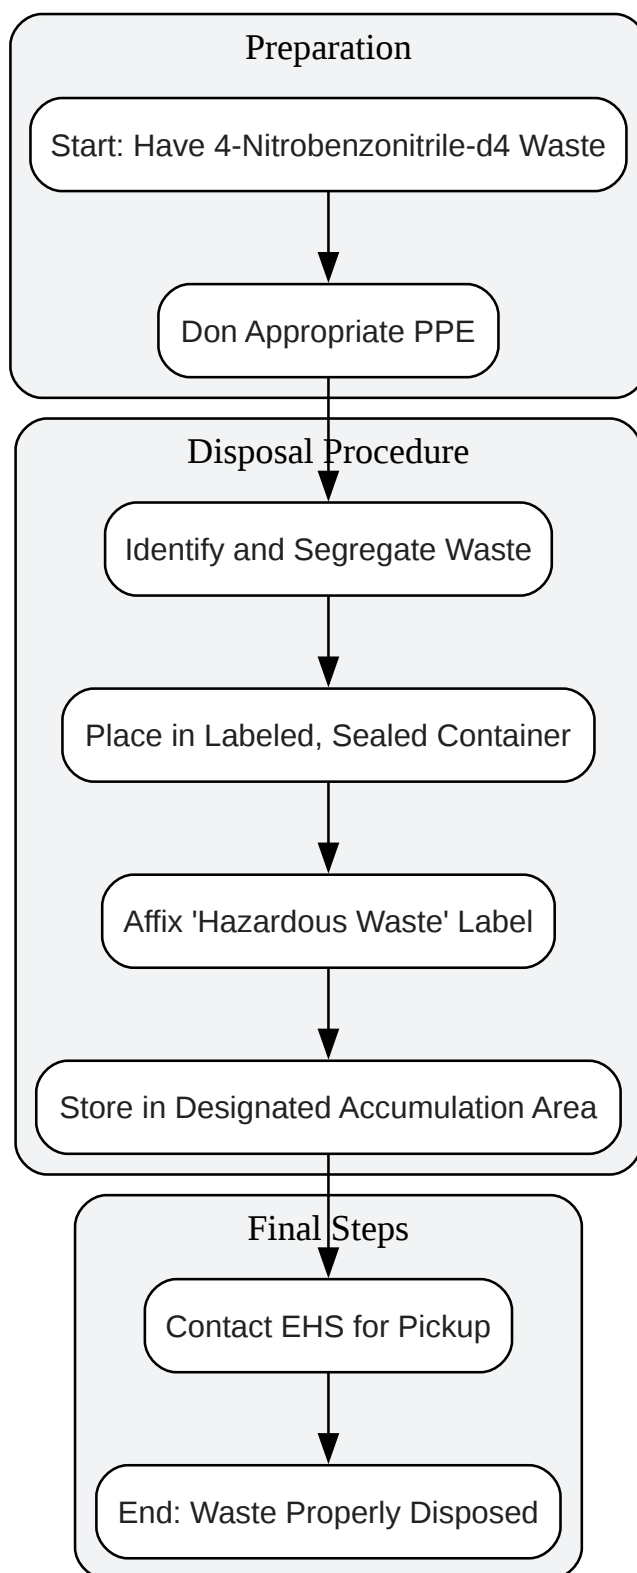 Preparation
Start: Have 4-Nitrobenzonitrile-d4 Waste
Don Appropriate PPE
Disposal Procedure
Identify and Segregate Waste
Place in Labeled, Sealed Container
Affix 'Hazardous Waste' Label
Store in Designated Accumulation Area
Final Steps
Contact EHS for Pickup
End: Waste Properly Disposed